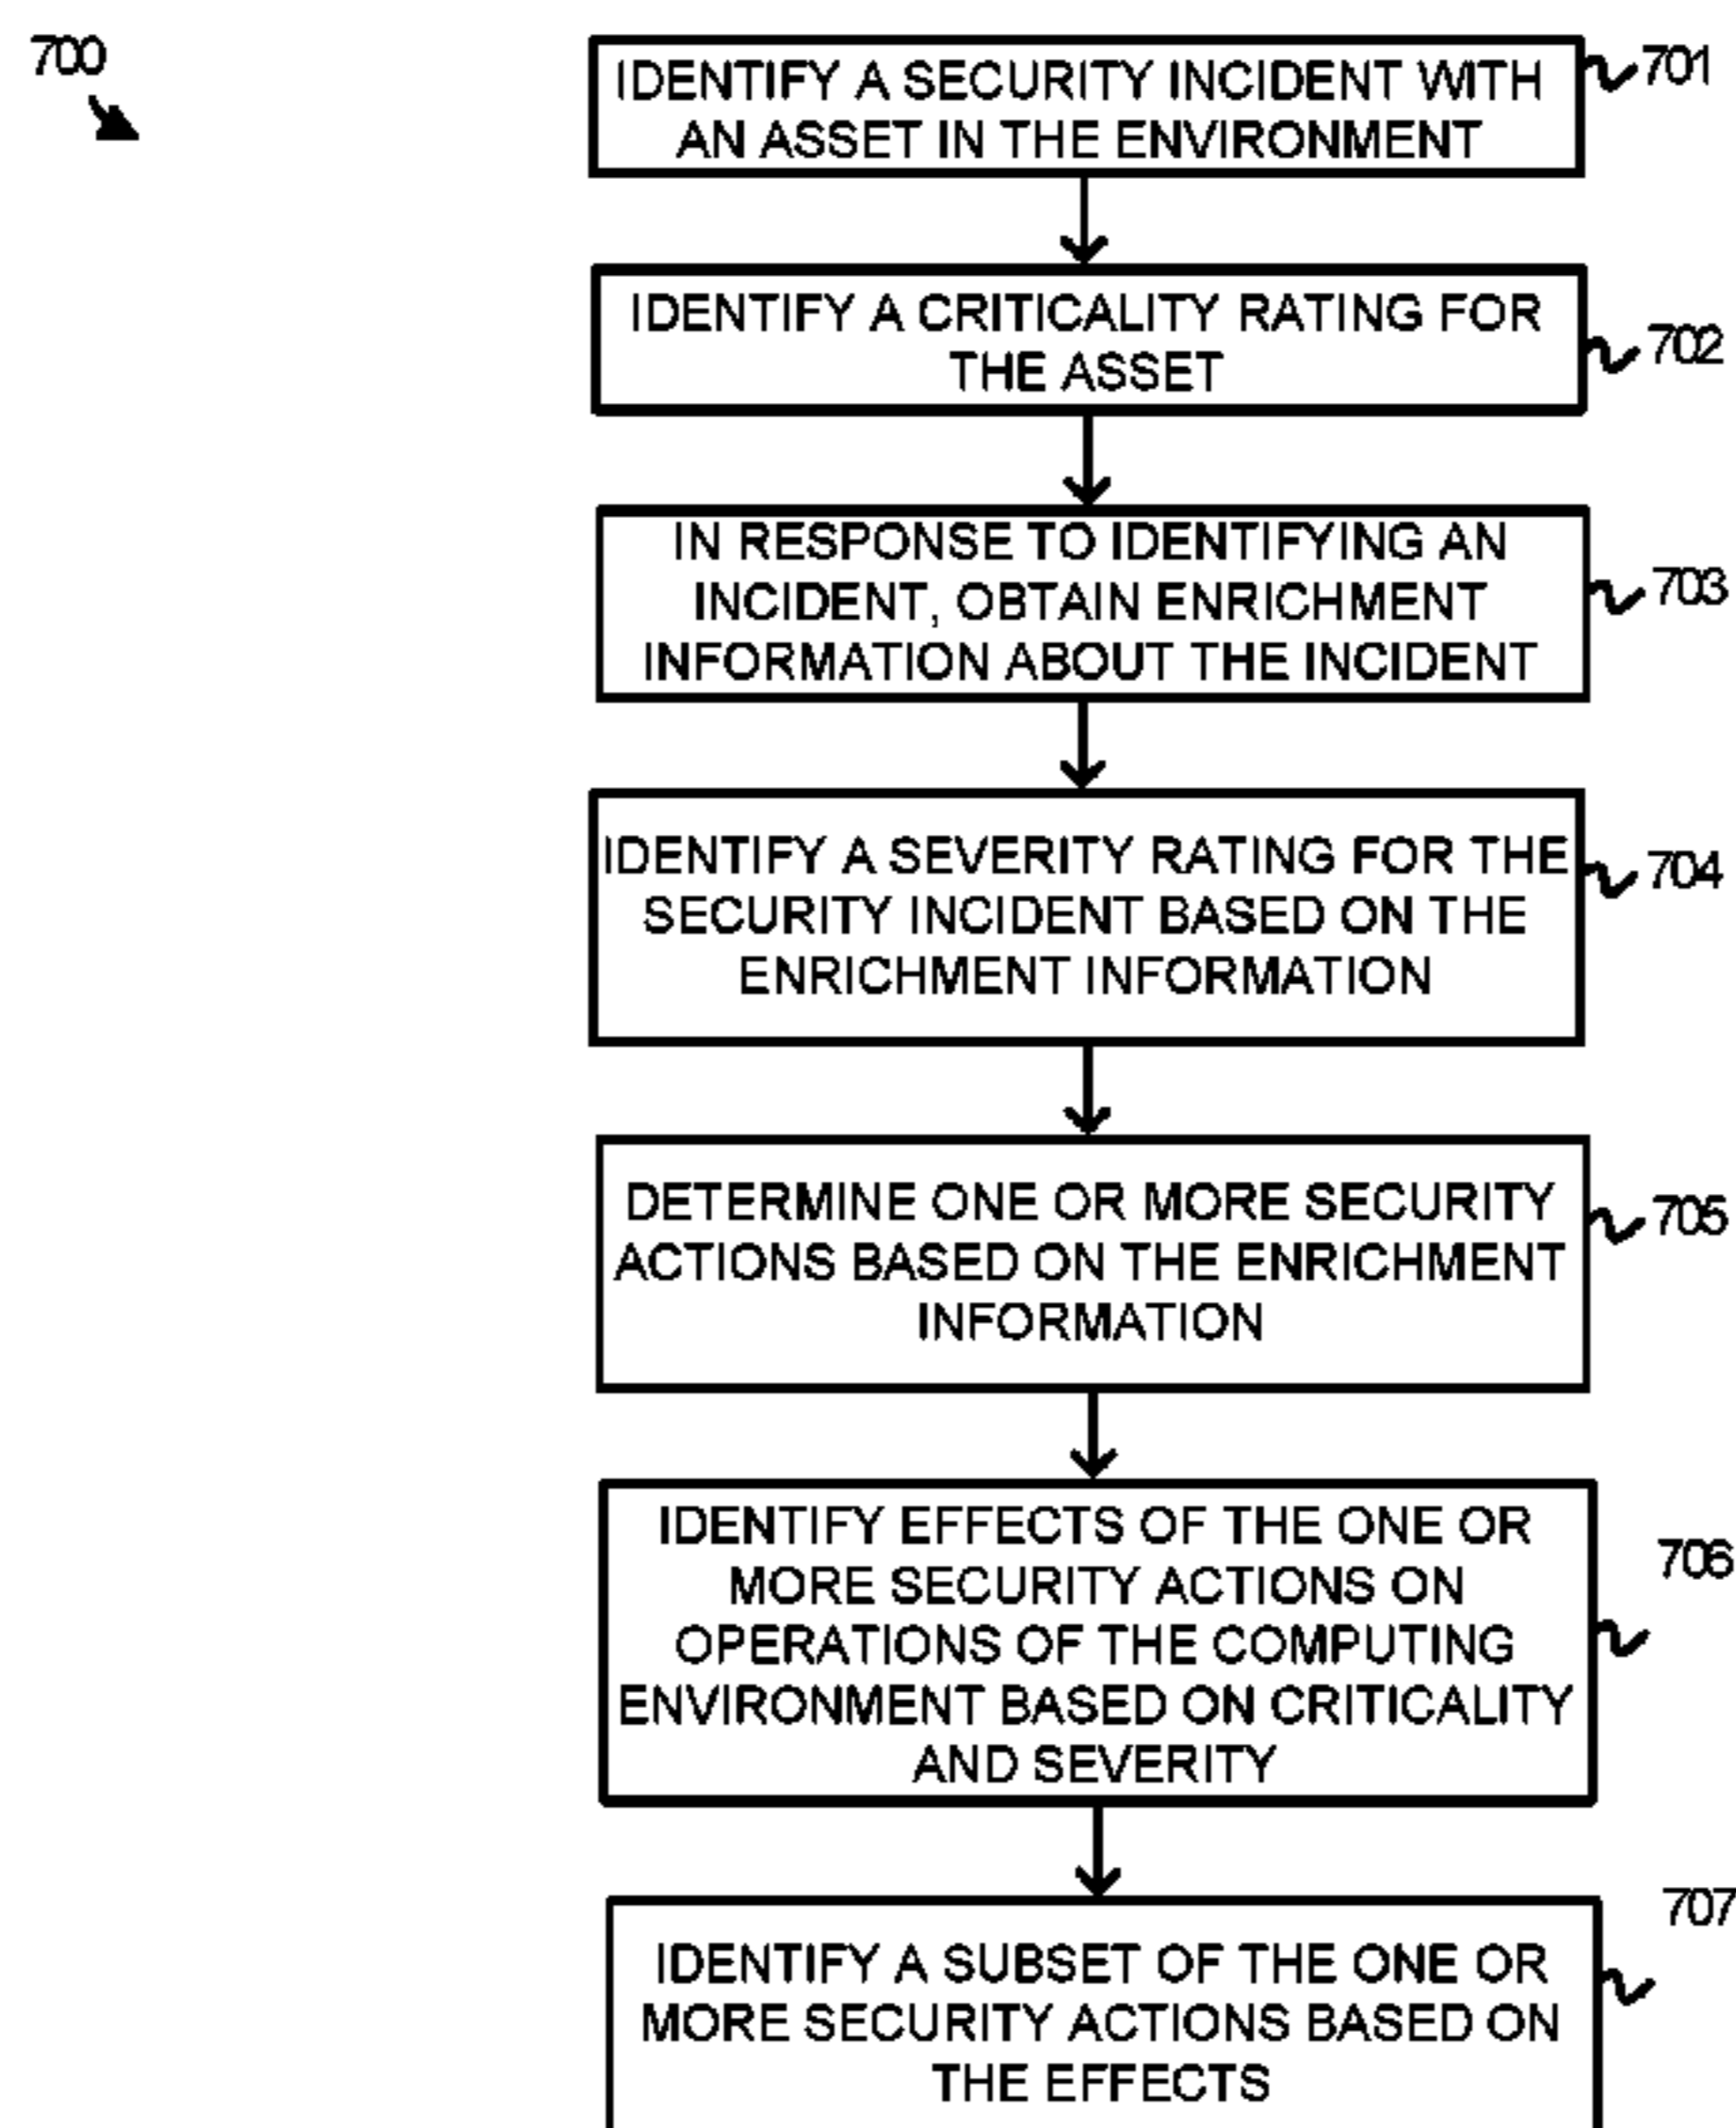 700
IDENTIFY A SECURITY INCIDENT WITH
AN ASSET IN THE ENVIRONMENT
701
IDENTIFY A CRITICALITY RATING FOR
THE ASSET
702
IN RESPONSE TO IDENTIFYING AN
INCIDENT, OBTAIN ENRICHMENT
INFORMATION ABOUT THE INCIDENT
703
IDENTIFY A SEVERITY RATING FOR THE
SECURITY INCIDENT BASED ON THE
ENRICHMENT INFORMATION
704
DETERMINE ONE OR MORE SECURITY
ACTIONS BASED ON THE ENRICHMENT
INFORMATION
705
IDENTIFY EFFECTS OF THE ONE OR
MORE SECURITY ACTIONS ON
OPERATIONS OF THE COMPUTING
ENVIRONMENT BASED ON CRITICALITY
AND SEVERITY
706
IDENTIFY A SUBSET OF THE ONE OR
MORE SECURITY ACTIONS BASED ON
THE EFFECTS
707